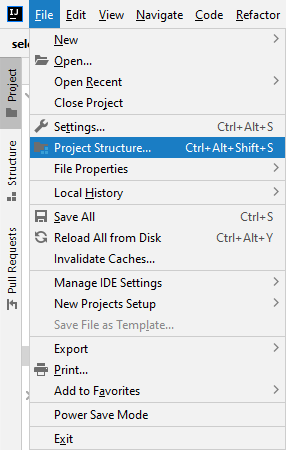 IJ File Edit View Navigate Code Refactor
sele
New
Open...
Open Recent
Close Project
Settings... Ctrl+Alt+S
Project Structure... Ctrl+Alt+Shift+S
File Properties
Local History
Save All Ctrl+S
Reload All from Disk Ctrl+Alt+Y
Invalidate Caches...
Manage IDE Settings
New Projects Setup
Save File as Template...
Export
Print...
Add to Favorites
Power Save Mode
Exit
Project
Structure
Pull Requests